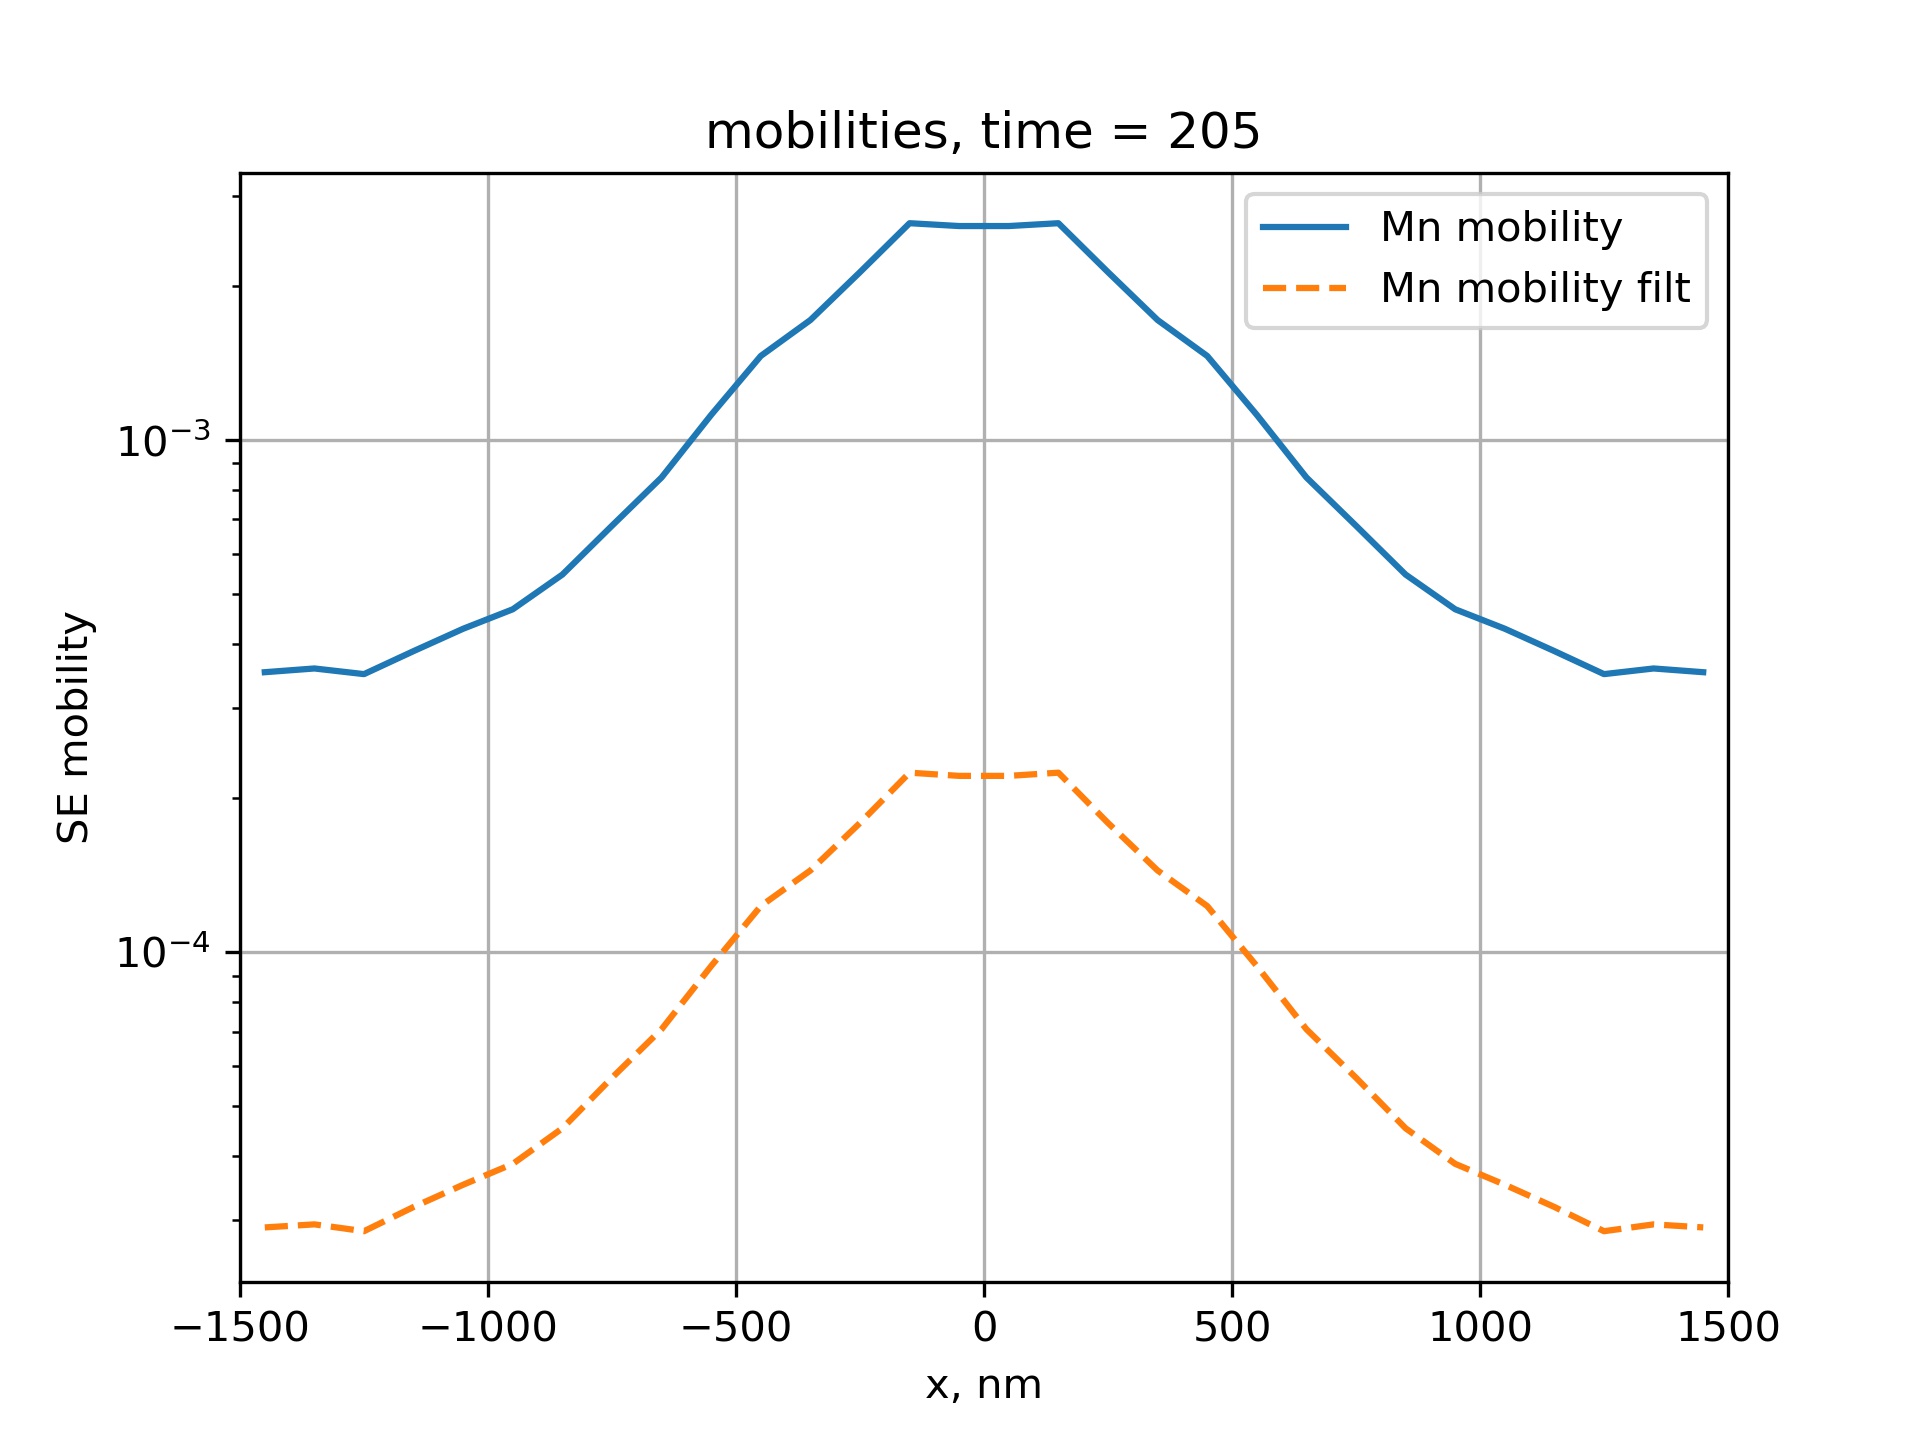 mobilities, time = 205
Mn mobility
Mn mobility filt
10⁻³
10⁻⁴
SE mobility
−1500
−1000
−500
0
500
1000
1500
x, nm